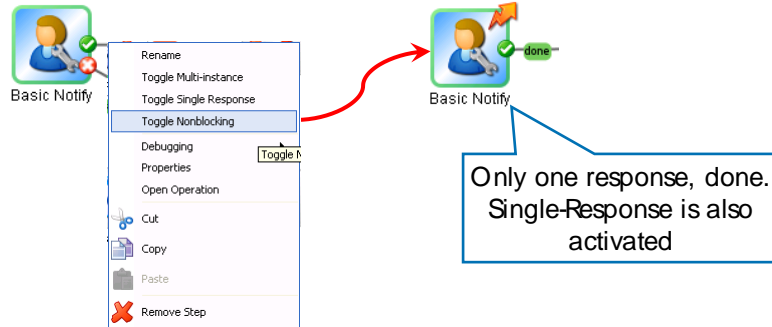 Basic Notify
Rename
Toggle Multi-instance
Toggle Single Response
Toggle Nonblocking
Debugging
Toggle N
Properties
Open Operation
Cut
Copy
Paste
Remove Step
done
Basic Notify
Only one response, done.
Single-Response is also
activated